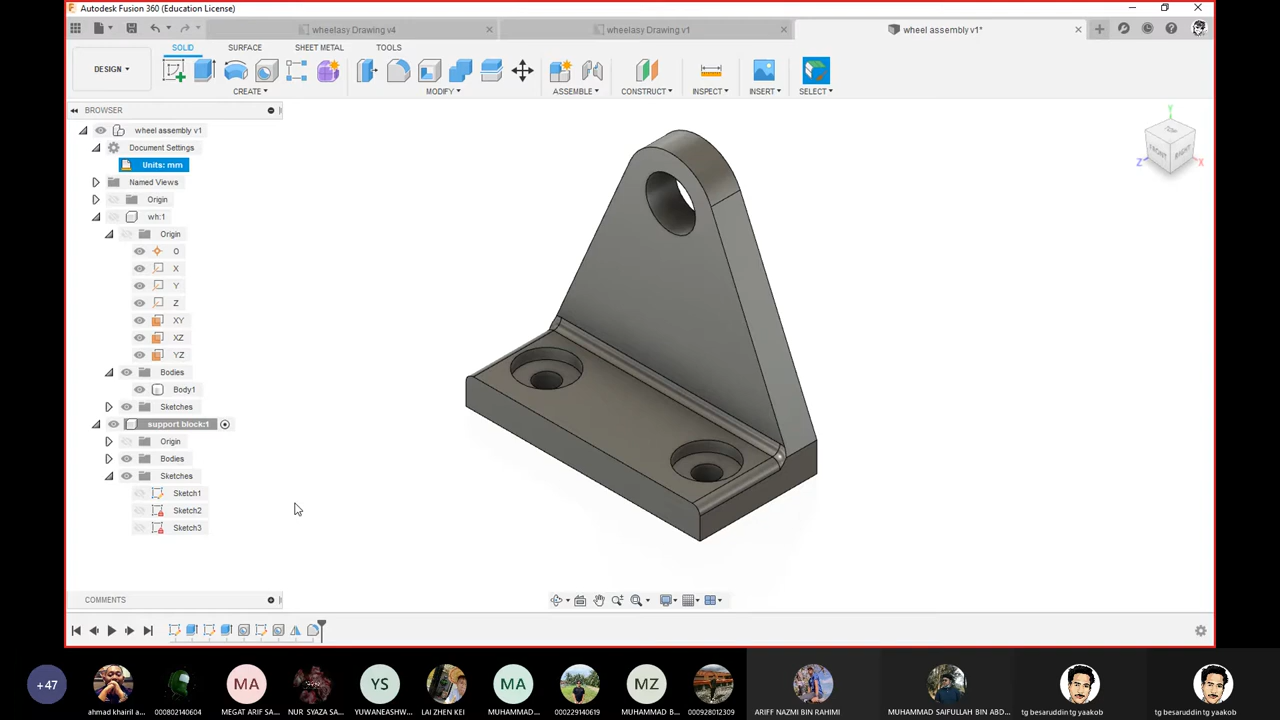 Autodesk Fusion 360 (Education License)
wheelasy Drawing v4
wheelasy Drawing v1
wheel assembly v1*
SOLID
SURFACE
SHEET METAL
TOOLS
DESIGN
CREATE
MODIFY
ASSEMBLE
CONSTRUCT
INSPECT
INSERT
SELECT
BROWSER
wheel assembly v1
Document Settings
Units: mm
Named Views
Origin
wh:1
Origin
O
X
Y
Z
XY
XZ
YZ
Bodies
Body1
Sketches
support block:1
Origin
Bodies
Sketches
Sketch1
Sketch2
Sketch3
Y
TOP
FRONT
RIGHT
Z
X
COMMENTS
+47
MA
YS
MA
MZ
ahmad khairil a...
000802140604
MEGAT ARIF SA...
NUR SYAZA SA...
YUWANEASHW...
LAI ZHEN KEI
MUHAMMAD...
000229140619
MUHAMMAD B...
000928012309
ARIFF NAZMI BIN RAHIMI
MUHAMMAD SAIFULLAH BIN ABD...
tg besaruddin tg yaakob
tg besaruddin tg yaakob